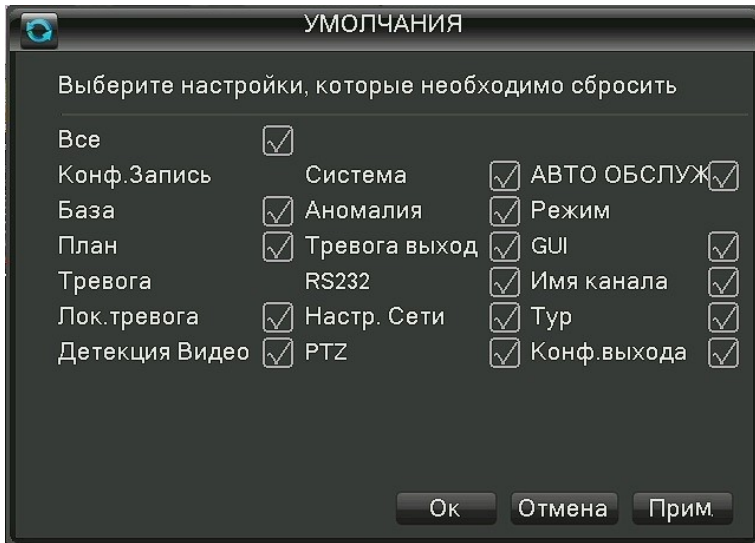 УМОЛЧАНИЯ
Выберите настройки, которые необходимо сбросить
Все
Конф.Запись Система АВТО ОБСЛУЖ
База Аномалия Режим
План Тревога выход GUI
Тревога RS232 Имя канала
Лок.тревога Настр. Сети Тур
Детекция Видео PTZ Конф.выхода
Ок Отмена Прим.